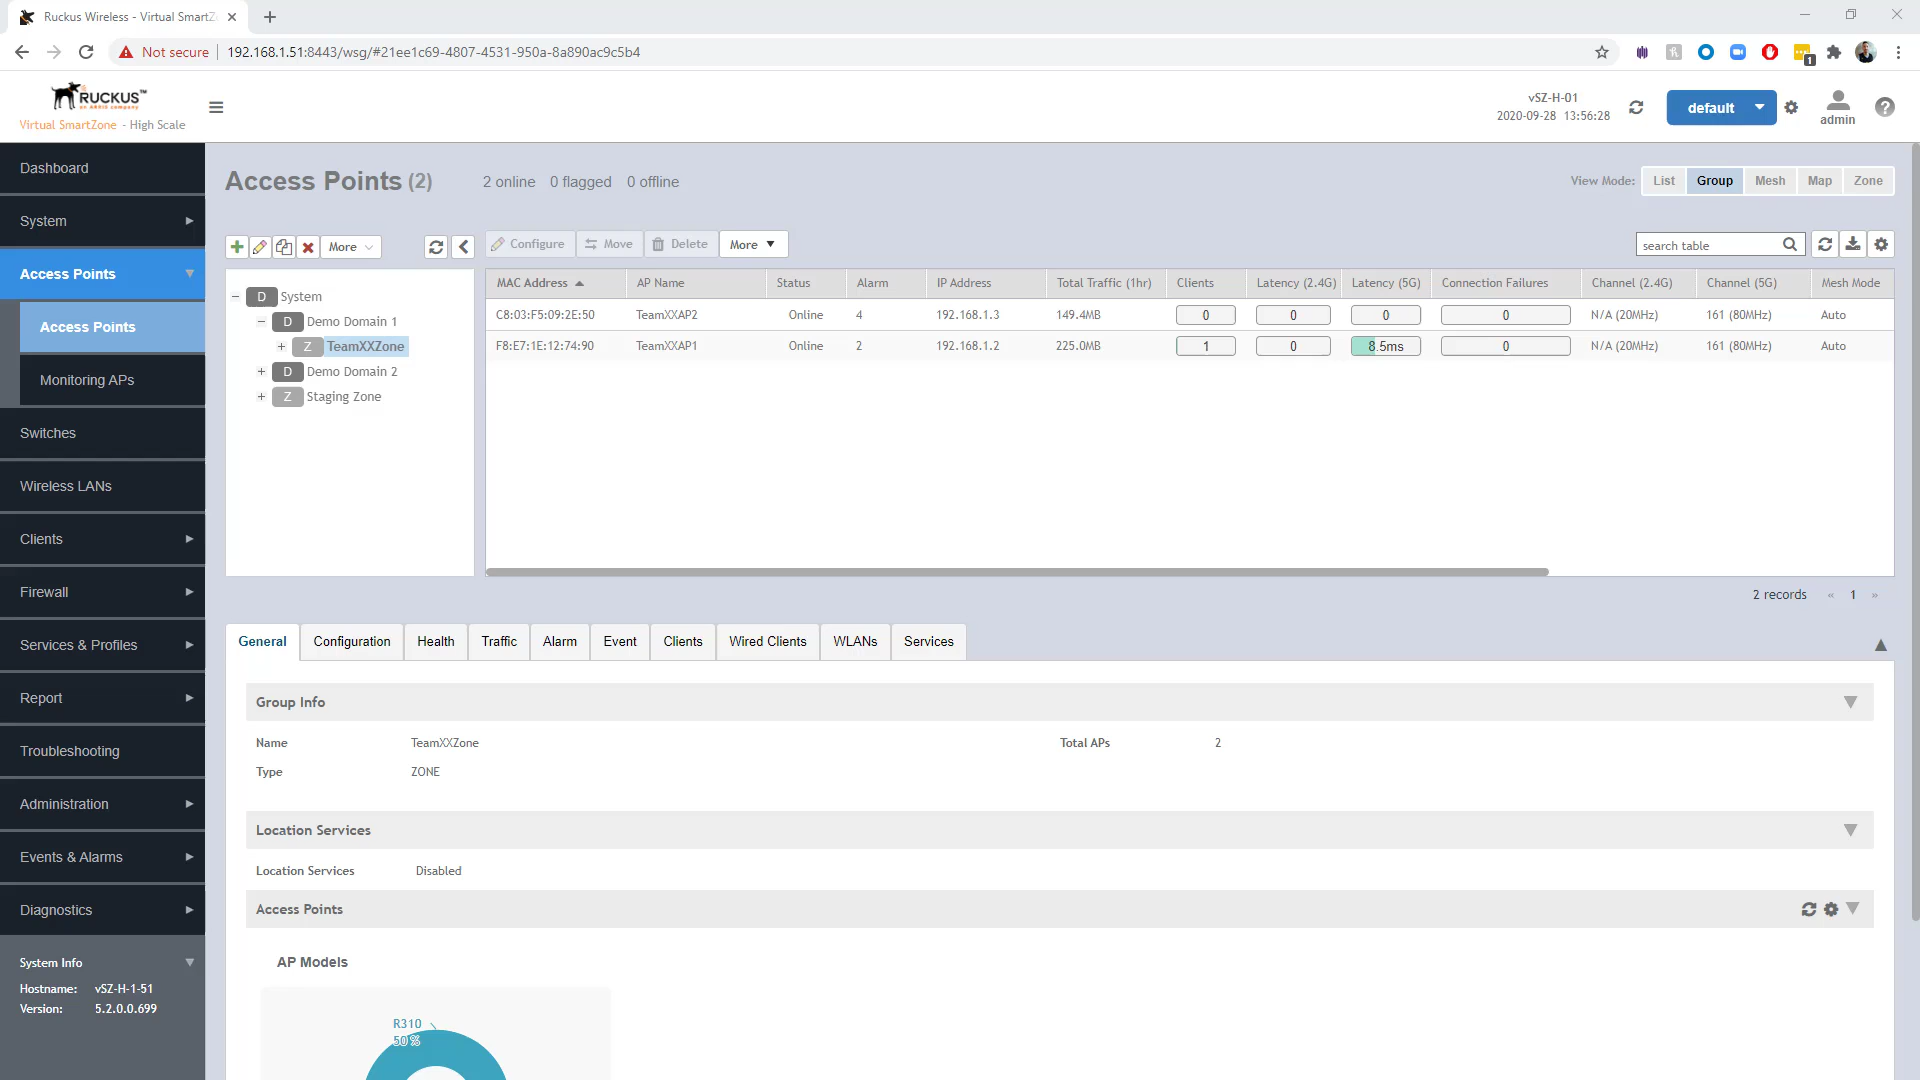 Ruckus Wireless - Virtual SmartZ
Not secure
192.168.1.51:8443/wsg/#21ee1c69-4807-4531-950a-8a890ac9c5b4
1
RUCKUS™
an ARRIS company
Virtual SmartZone - High Scale
vSZ-H-01
2020-09-28 13:56:28
default
admin
Dashboard
System
Access Points
Access Points
Monitoring APs
Switches
Wireless LANs
Clients
Firewall
Services & Profiles
Report
Troubleshooting
Administration
Events & Alarms
Diagnostics
System Info
Hostname: vSZ-H-1-51
Version: 5.2.0.0.699
Access Points (2)
2 online 0 flagged 0 offline
View Mode: List Group Mesh Map Zone
More
Configure Move Delete More
search table
D System
D Demo Domain 1
Z TeamXXZone
D Demo Domain 2
Z Staging Zone
MAC Address AP Name Status Alarm IP Address Total Traffic (1hr) Clients Latency (2.4G) Latency (5G) Connection Failures Channel (2.4G) Channel (5G) Mesh Mode
C8:03:F5:09:2E:50 TeamXXAP2 Online 4 192.168.1.3 149.4MB 0 0 0 0 N/A (20MHz) 161 (80MHz) Auto
F8:E7:1E:12:74:90 TeamXXAP1 Online 2 192.168.1.2 225.0MB 1 0 8.5ms 0 N/A (20MHz) 161 (80MHz) Auto
2 records « 1 »
General Configuration Health Traffic Alarm Event Clients Wired Clients WLANs Services
Group Info
Name TeamXXZone Total APs 2
Type ZONE
Location Services
Location Services Disabled
Access Points
AP Models
R310
50 %